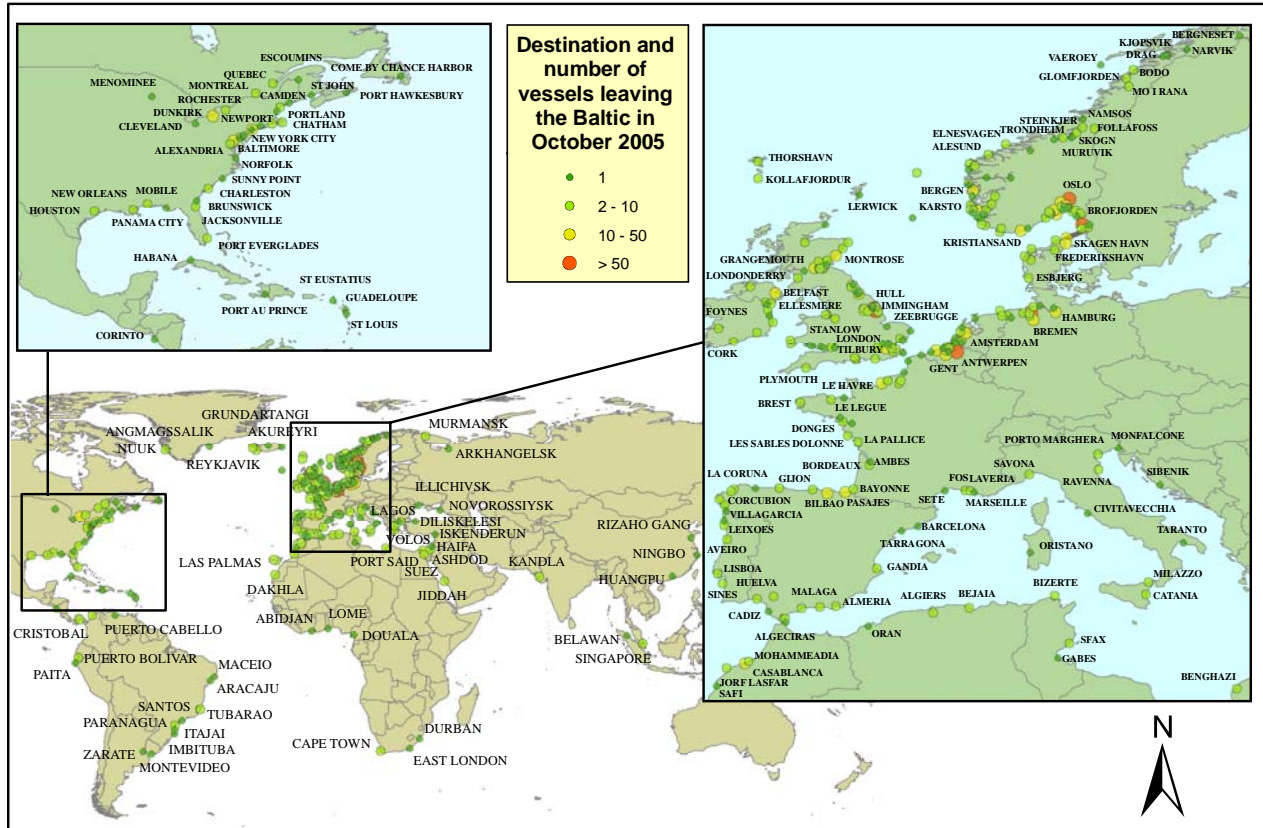 Destination and
number of
vessels leaving
the Baltic in
October 2005
1
2 - 10
10 - 50
> 50
ESCOUMINS
COME BY CHANCE HARBOR
MENOMINEE
QUEBEC
MONTREAL
ST JOHN
CAMDEN
PORT HAWKESBURY
ROCHESTER
DUNKIRK
NEWPORT
PORTLAND
CLEVELAND
CHATHAM
NEW YORK CITY
ALEXANDRIA
BALTIMORE
NORFOLK
SUNNY POINT
NEW ORLEANS
MOBILE
CHARLESTON
HOUSTON
BRUNSWICK
PANAMA CITY
JACKSONVILLE
PORT EVERGLADES
HABANA
ST EUSTATIUS
GUADELOUPE
PORT AU PRINCE
ST LOUIS
CORINTO
BERGNESET
KJOPSVIK
NARVIK
DRAG
VAEROEY
BODO
GLOMFJORDEN
MO I RANA
NAMSOS
STEINKJER
FOLLAFOSS
TRONDHEIM
ELNESVAGEN
SKOGN
ALESUND
MURUVIK
THORSHAVN
OSLO
KOLLAFJORDUR
BERGEN
LERWICK
KARSTO
BROFJORDEN
KRISTIANSAND
SKAGEN HAVN
GRANGEMOUTH
MONTROSE
FREDERIKSHAVN
LONDONDERRY
ESBJERG
BELFAST
HULL
ELLESMERE
IMMINGHAM
FOYNES
ZEEBRUGGE
HAMBURG
STANLOW
BREMEN
LONDON
AMSTERDAM
CORK
TILBURY
ANTWERPEN
GENT
PLYMOUTH
LE HAVRE
BREST
LE LEGUE
DONGES
LES SABLES DOLONNE
LA PALLICE
PORTO MARGHERA
MONFALCONE
BORDEAUX
AMBES
SAVONA
LA CORUNA
GIJON
FOS
LAVERIA
SIBENIK
CORCUBION
BAYONNE
RAVENNA
BILBAO
PASAJES
SETE
MARSEILLE
VILLAGARCIA
CIVITAVECCHIA
LEIXOES
BARCELONA
TARANTO
AVEIRO
TARRAGONA
ORISTANO
LISBOA
GANDIA
MILAZZO
HUELVA
BIZERTE
SINES
MALAGA
ALMERIA
ALGIERS
BEJAIA
CATANIA
CADIZ
ALGECIRAS
ORAN
SFAX
MOHAMMEADIA
GABES
CASABLANCA
JORF LASFAR
BENGHAZI
SAFI
GRUNDARTANGI
MURMANSK
ANGMAGSSALIK
AKUREYRI
NUUK
ARKHANGELSK
REYKJAVIK
ILLICHIVSK
NOVOROSSIYSK
LAGOS
DILISKELESI
RIZAHO GANG
VOLOS
ISKENDERUN
HAIFA
NINGBO
LAS PALMAS
PORT SAID
ASHDOD
KANDLA
SUEZ
HUANGPU
DAKHLA
JIDDAH
LOME
ABIDJAN
CRISTOBAL
PUERTO CABELLO
DOUALA
BELAWAN
SINGAPORE
PUERTO BOLIVAR
PAITA
MACEIO
ARACAJU
SANTOS
TUBARAO
PARANAGUA
ITAJAI
DURBAN
CAPE TOWN
ZARATE
IMBITUBA
EAST LONDON
MONTEVIDEO
N